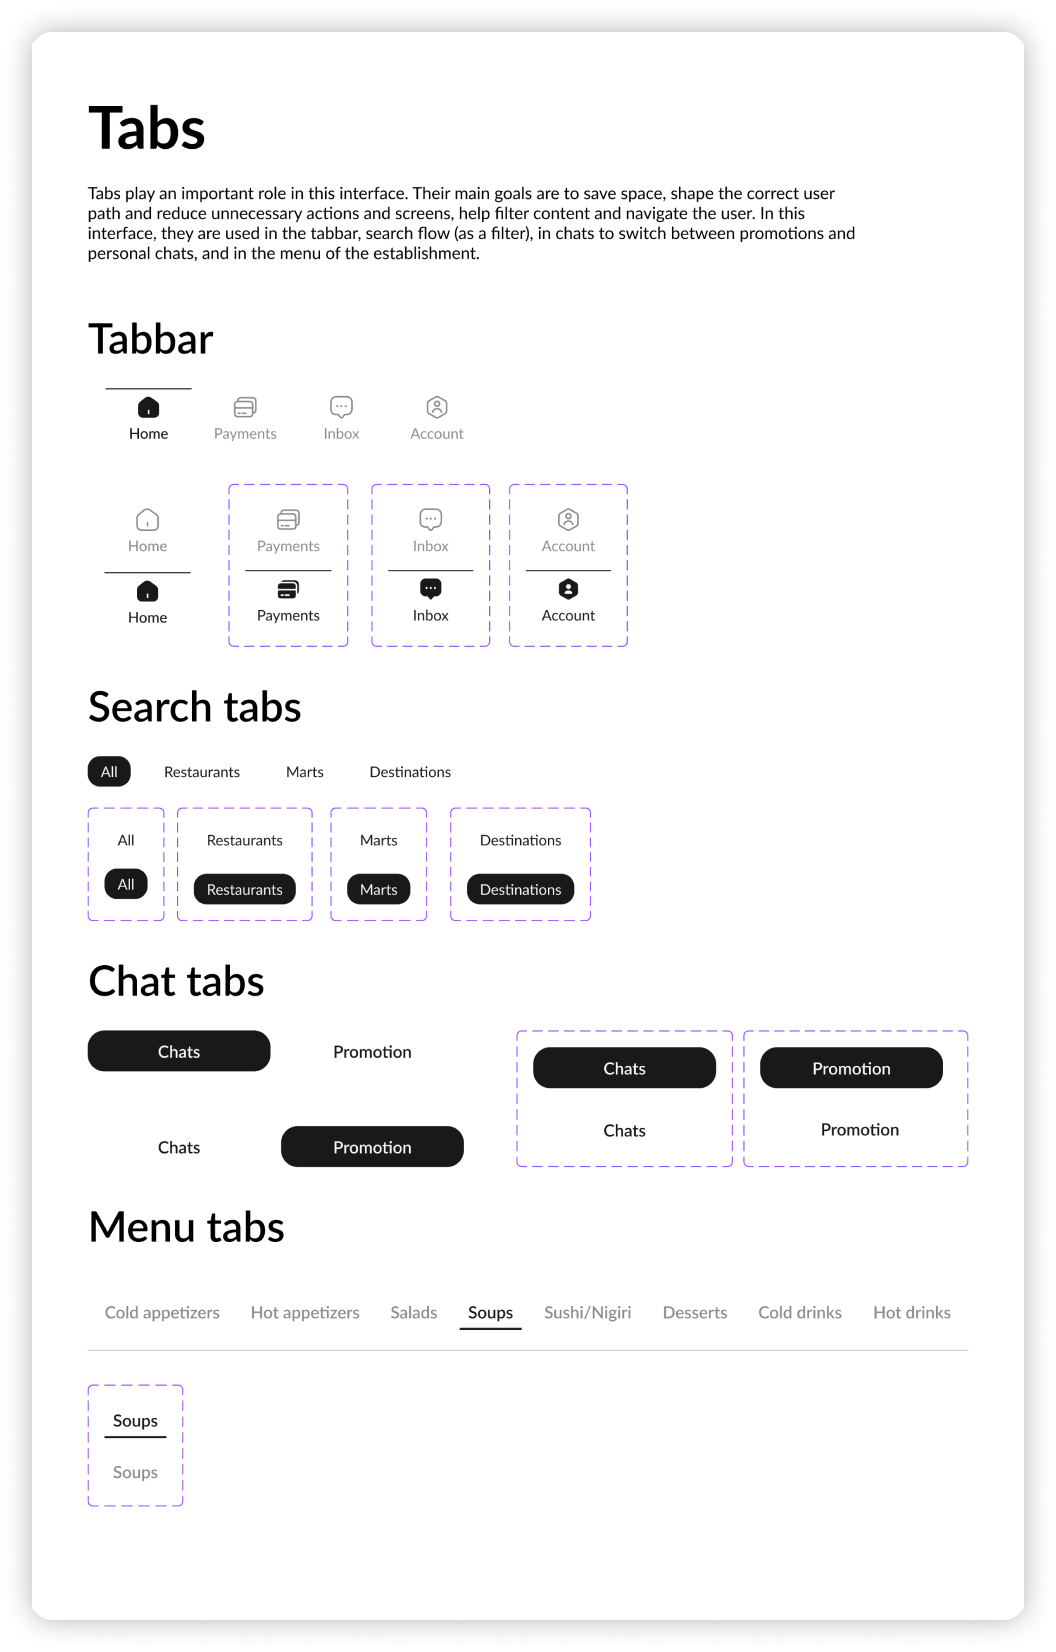 Tabs
Tabs play an important role in this interface. Their main goals are to save space, shape the correct user
path and reduce unnecessary actions and screens, help filter content and navigate the user. In this
interface, they are used in the tabbar, search flow (as a filter), in chats to switch between promotions and
personal chats, and in the menu of the establishment.
Tabbar
Home Payments Inbox Account
Home Payments Inbox Account
Home Payments Inbox Account
Search tabs
All Restaurants Marts Destinations
All Restaurants Marts Destinations
All Restaurants Marts Destinations
Chat tabs
Chats Promotion
Chats Promotion
Chats Promotion
Chats Promotion
Menu tabs
Cold appetizers Hot appetizers Salads Soups Sushi/Nigiri Desserts Cold drinks Hot drinks
Soups
Soups